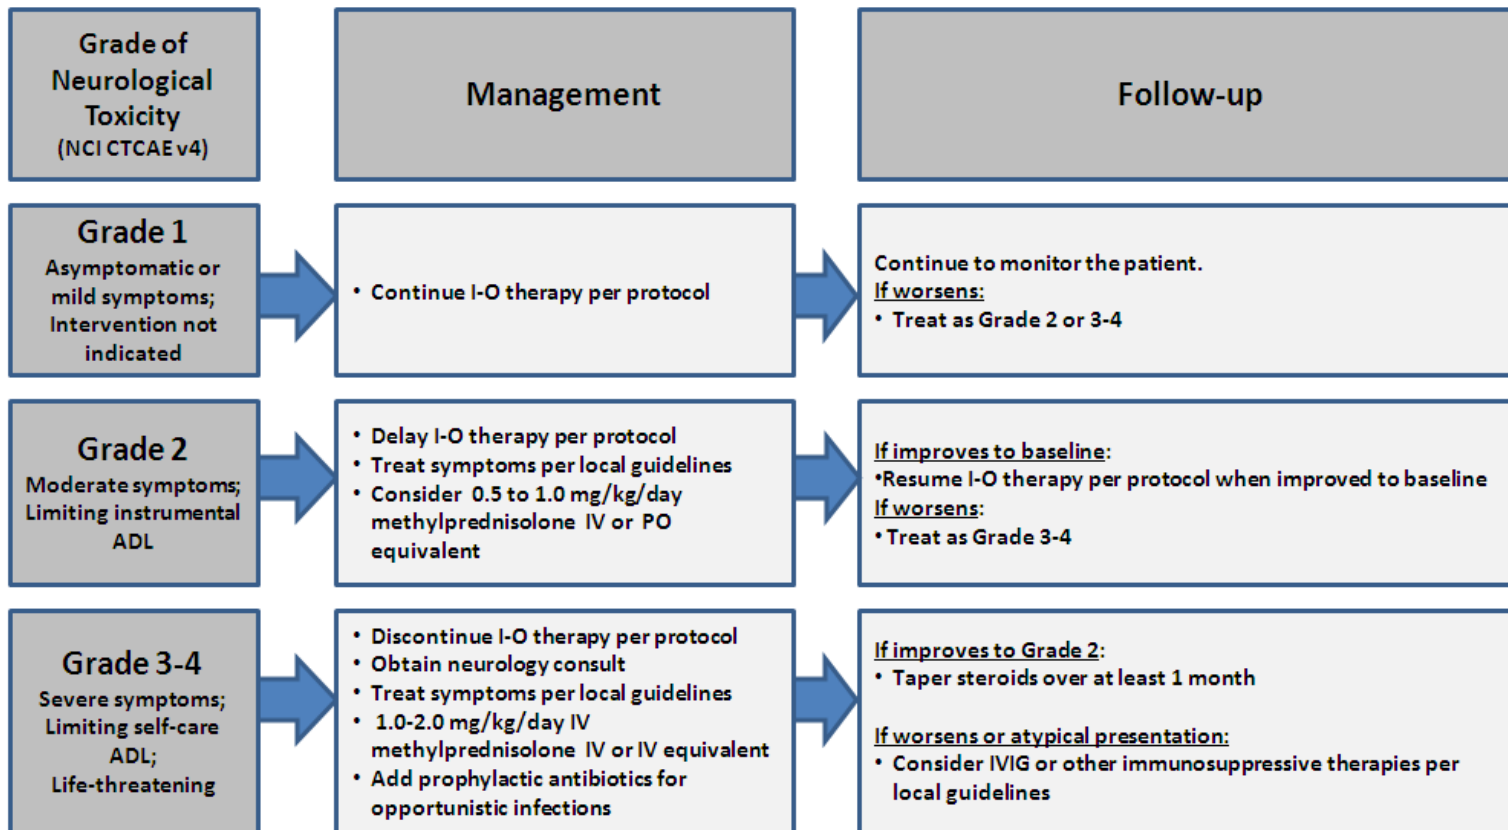 Grade of
Neurological
Toxicity
(NCI CTCAE v4)
Management
Follow-up
Grade 1
Asymptomatic or
mild symptoms;
Intervention not
indicated
• Continue I-O therapy per protocol
Continue to monitor the patient.
If worsens:
• Treat as Grade 2 or 3-4
Grade 2
Moderate symptoms;
Limiting instrumental
ADL
• Delay I-O therapy per protocol
• Treat symptoms per local guidelines
• Consider 0.5 to 1.0 mg/kg/day
methylprednisolone IV or PO
equivalent
If improves to baseline:
•Resume I-O therapy per protocol when improved to baseline
If worsens:
•Treat as Grade 3-4
Grade 3-4
Severe symptoms;
Limiting self-care
ADL;
Life-threatening
• Discontinue I-O therapy per protocol
• Obtain neurology consult
• Treat symptoms per local guidelines
• 1.0-2.0 mg/kg/day IV
methylprednisolone IV or IV equivalent
• Add prophylactic antibiotics for
opportunistic infections
If improves to Grade 2:
• Taper steroids over at least 1 month
If worsens or atypical presentation:
• Consider IVIG or other immunosuppressive therapies per
local guidelines